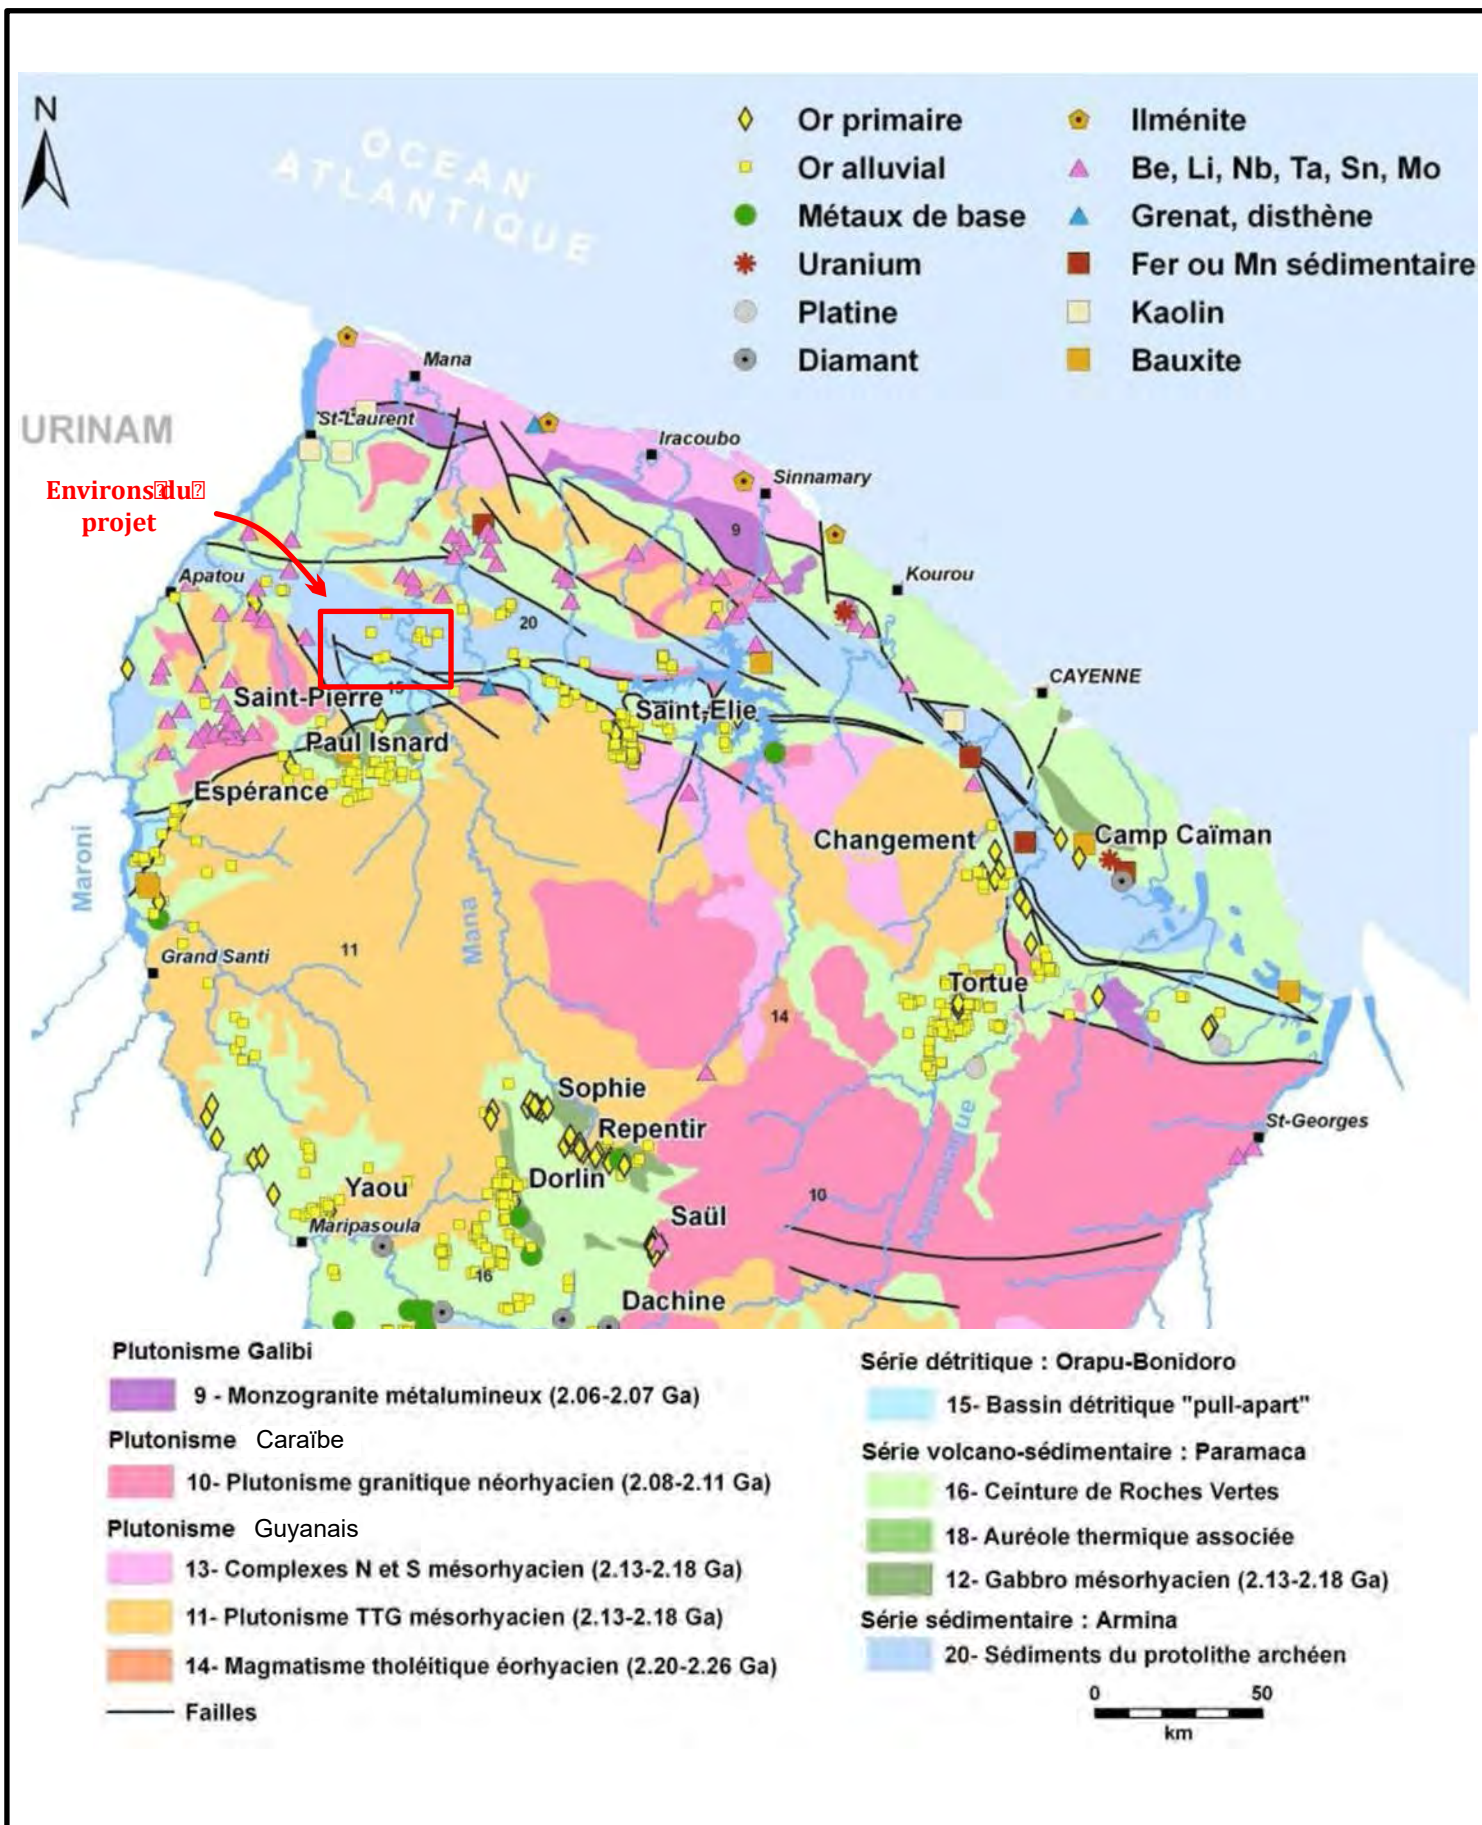 N
OCEAN
ATLANTIQUE
Or primaire
Or alluvial
Métaux de base
Uranium
Platine
Diamant
Ilménite
Be, Li, Nb, Ta, Sn, Mo
Grenat, disthène
Fer ou Mn sédimentaire
Kaolin
Bauxite
Mana
URINAM
St-Laurent
Iracoubo
Sinnamary
Environs du
projet
9
Apatou
Kourou
20
CAYENNE
15
Saint-Pierre
Saint-Elie
Paul Isnard
Espérance
Maroni
Changement
Camp Caïman
Mana
11
Grand Santi
Tortue
14
Sophie
Repentir
St-Georges
Approuague
Dorlin
Yaou
10
Saül
Maripasoula
16
Dachine
Plutonisme Galibi
9 - Monzogranite métalumineux (2.06-2.07 Ga)
Plutonisme Caraïbe
10- Plutonisme granitique néorhyacien (2.08-2.11 Ga)
Plutonisme Guyanais
13- Complexes N et S mésorhyacien (2.13-2.18 Ga)
11- Plutonisme TTG mésorhyacien (2.13-2.18 Ga)
14- Magmatisme tholéitique éorhyacien (2.20-2.26 Ga)
Failles
Série détritique : Orapu-Bonidoro
15- Bassin détritique "pull-apart"
Série volcano-sédimentaire : Paramaca
16- Ceinture de Roches Vertes
18- Auréole thermique associée
12- Gabbro mésorhyacien (2.13-2.18 Ga)
Série sédimentaire : Armina
20- Sédiments du protolithe archéen
0 50
km